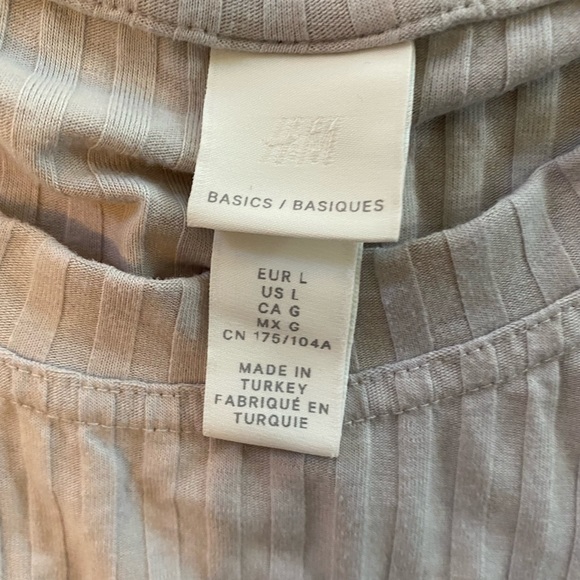 BASICS / BASIQUES
EUR L
US L
CA G
MX G
CN 175/104A
MADE IN
TURKEY
FABRIQUÉ EN
TURQUIE